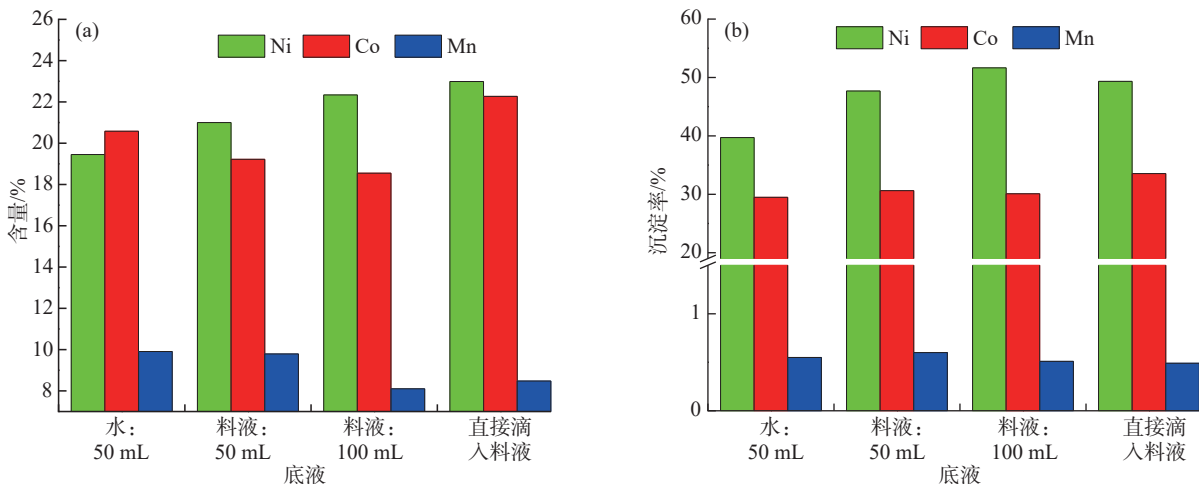 (a)
Ni Co Mn
26
24
22
20
18
16
14
12
10
8
含量/%
水：
50 mL
料液：
50 mL
料液：
100 mL
直接滴
入料液
底液
(b)
Ni Co Mn
60
50
40
30
20
1
0
沉淀率/%
水：
50 mL
料液：
50 mL
料液：
100 mL
直接滴
入料液
底液